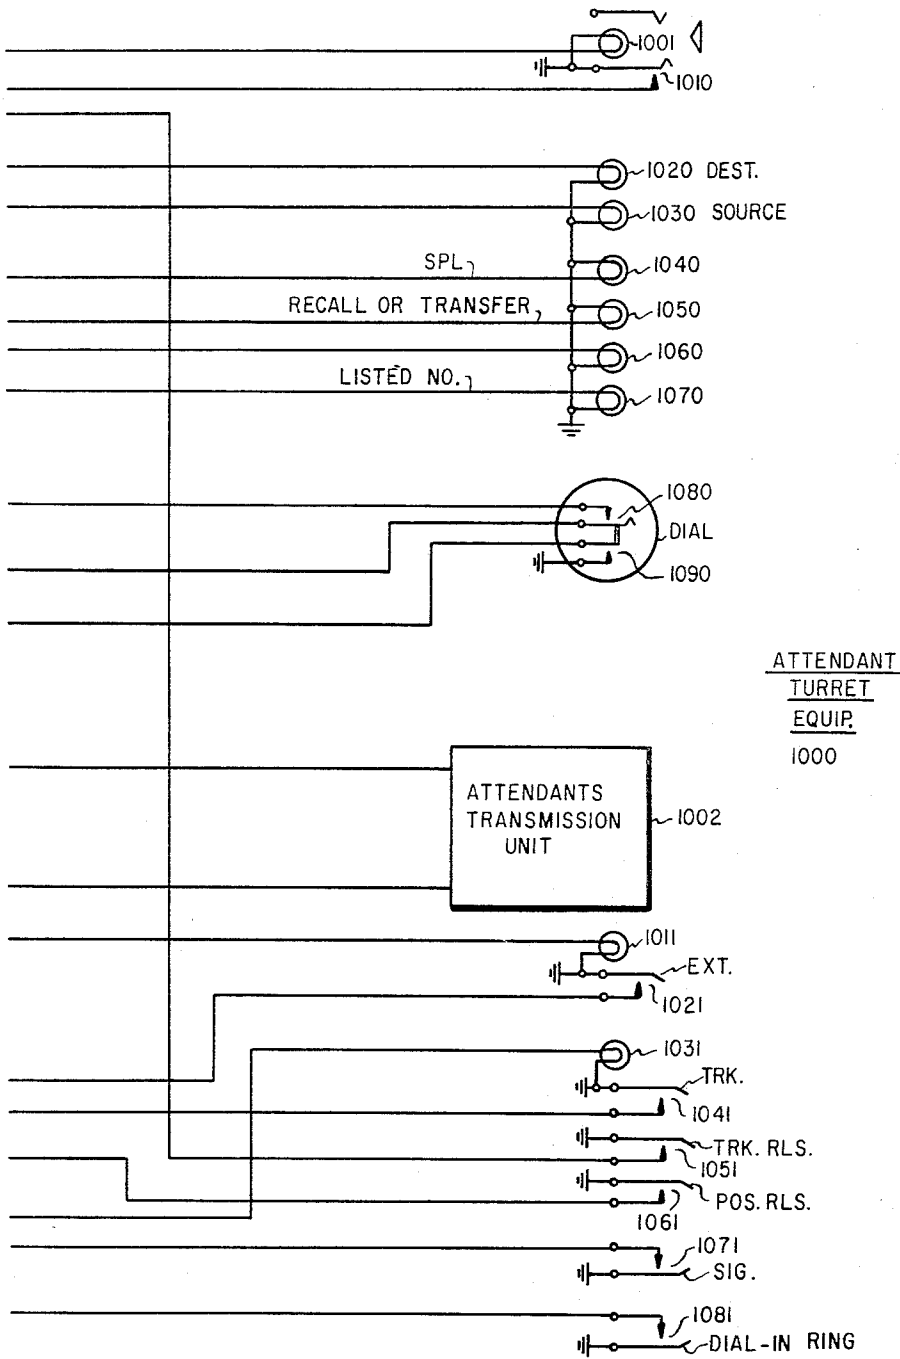 1001
1010
1020 DEST.
1030 SOURCE
SPL
1040
RECALL OR TRANSFER
1050
1060
LISTED NO.
1070
1080
DIAL
1090
ATTENDANT
TURRET
EQUIP.
1000
ATTENDANTS
TRANSMISSION
UNIT
1002
1011
EXT.
1021
1031
TRK.
1041
TRK. RLS.
1051
POS. RLS.
1061
1071
SIG.
1081
DIAL-IN RING